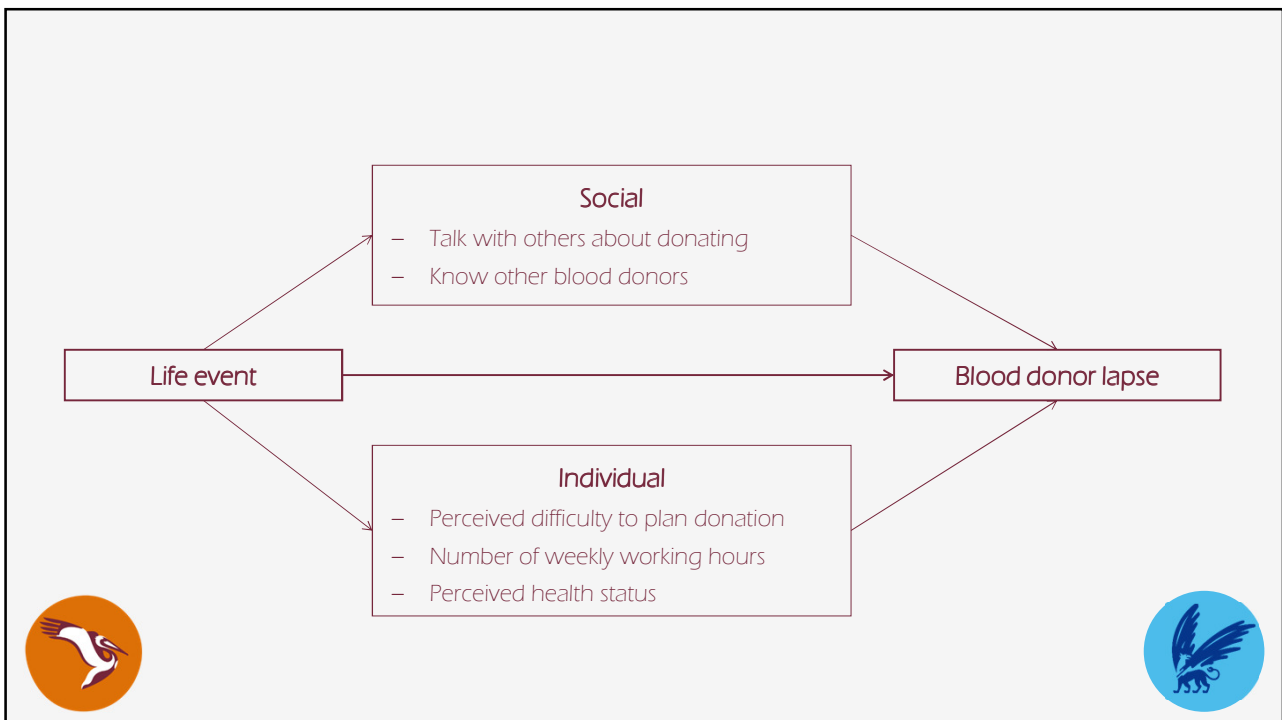 Social
– Talk with others about donating
– Know other blood donors
Life event
Blood donor lapse
Individual
– Perceived difficulty to plan donation
– Number of weekly working hours
– Perceived health status